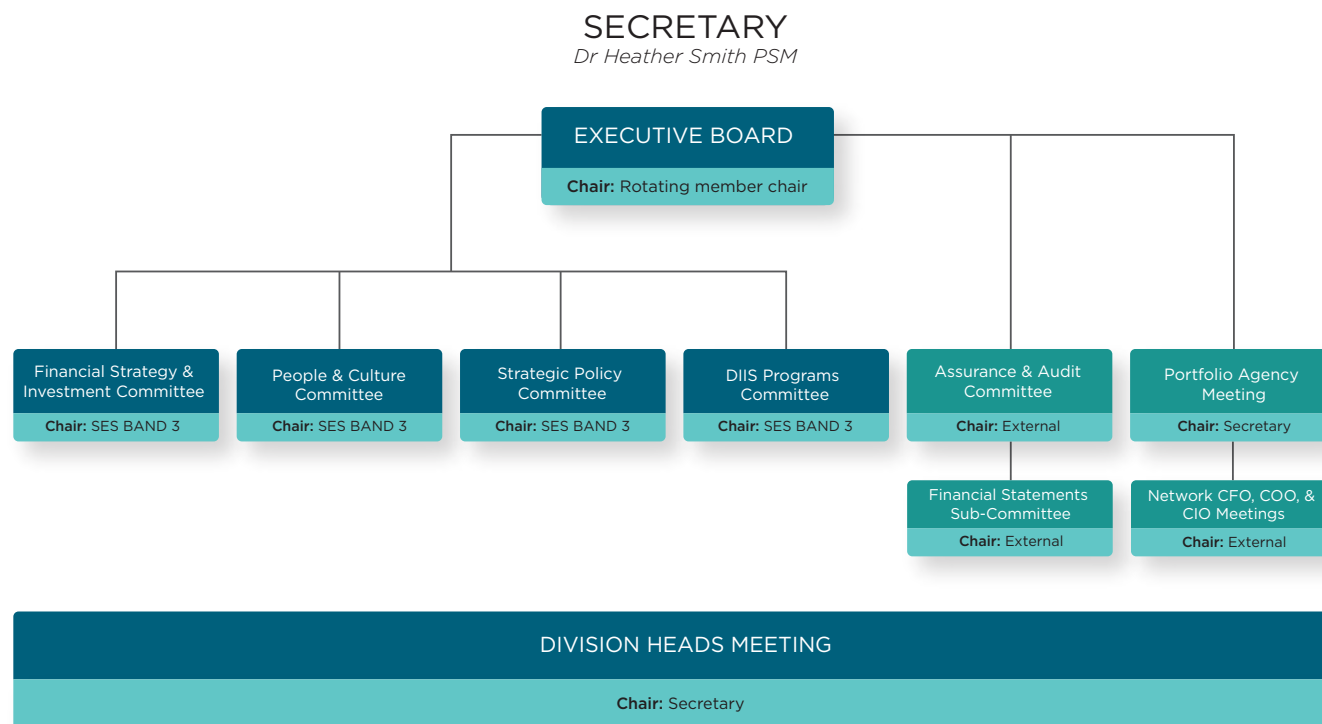 SECRETARY
Dr Heather Smith PSM
EXECUTIVE BOARD
Chair: Rotating member chair
Financial Strategy &
Investment Committee
Chair: SES BAND 3
People & Culture
Committee
Chair: SES BAND 3
Strategic Policy
Committee
Chair: SES BAND 3
DIIS Programs
Committee
Chair: SES BAND 3
Assurance & Audit
Committee
Chair: External
Portfolio Agency
Meeting
Chair: Secretary
Financial Statements
Sub-Committee
Chair: External
Network CFO, COO, &
CIO Meetings
Chair: External
DIVISION HEADS MEETING
Chair: Secretary